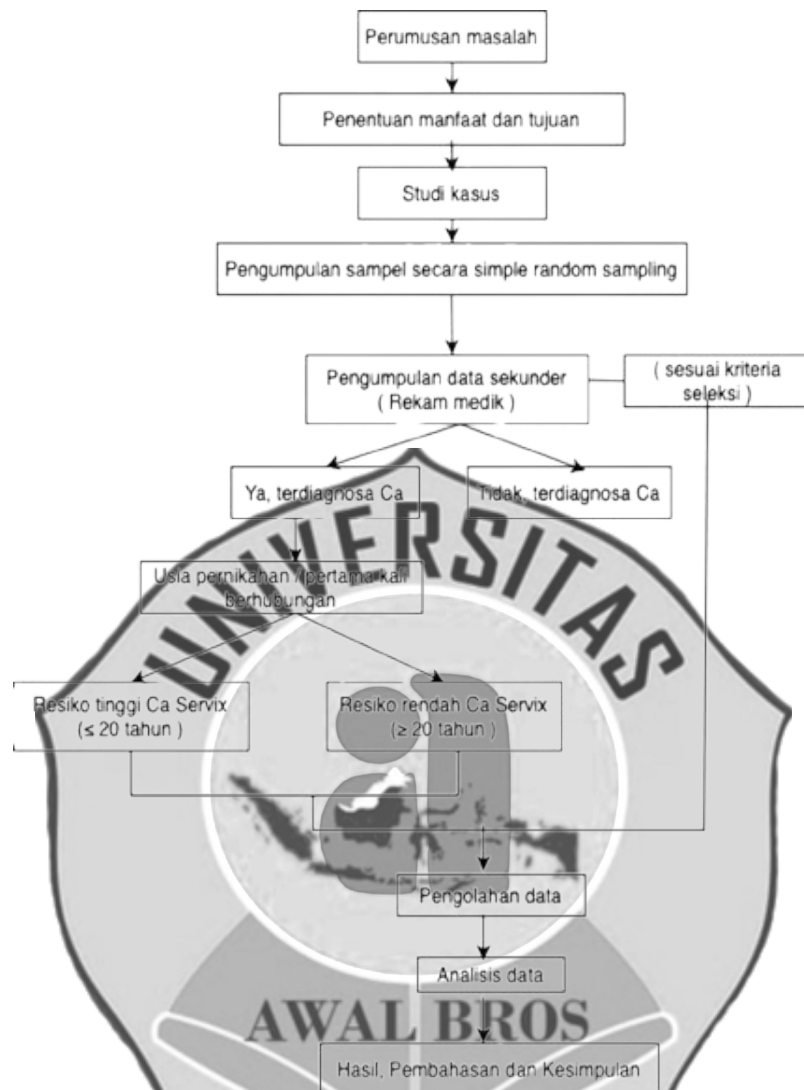 Perumusan masalah
Penentuan manfaat dan tujuan
Studi kasus
Pengumpulan sampel secara simple random sampling
Pengumpulan data sekunder
( Rekam medik )
( sesuai kriteria
seleksi )
Ya, terdiagnosa Ca
Tidak, terdiagnosa Ca
UNIVERSITAS
Usia pernikahan / pertama kali
berhubungan
Resiko tinggi Ca Servix
(≤ 20 tahun )
Resiko rendah Ca Servix
(≥ 20 tahun )
Pengolahan data
Analisis data
AWAL BROS
Hasil, Pembahasan dan Kesimpulan